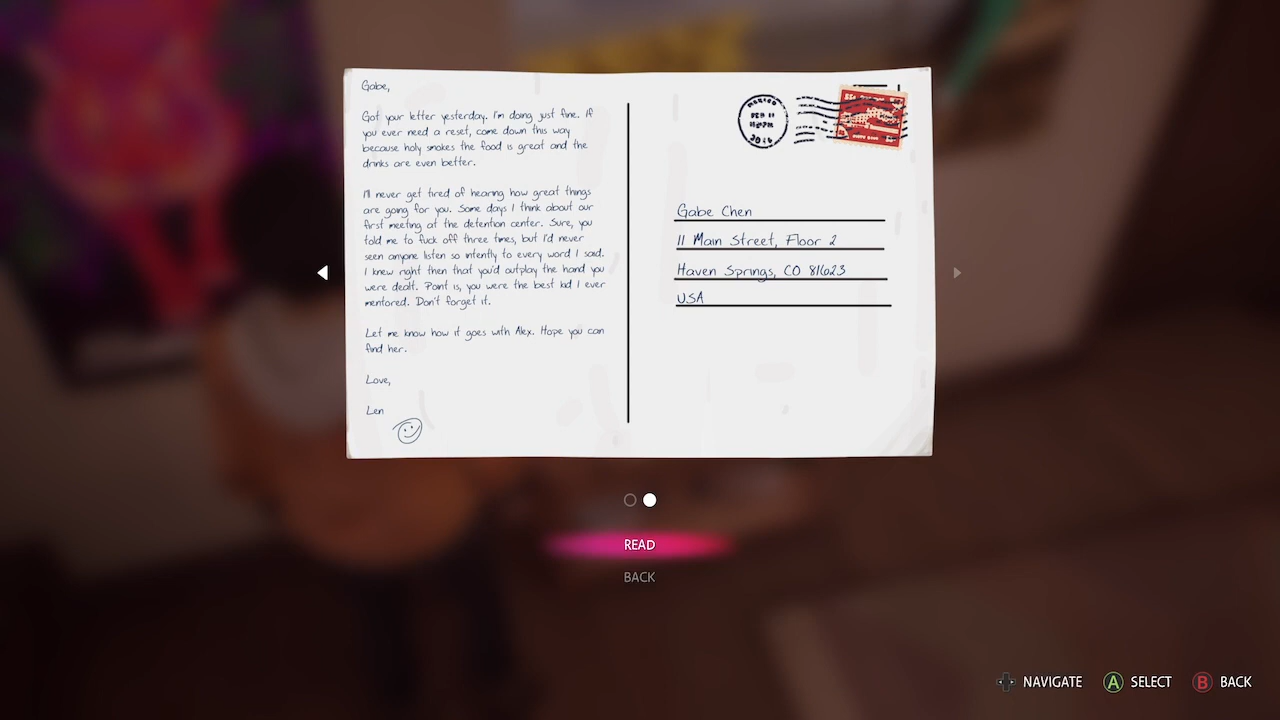 Gabe,
Got your letter yesterday. I'm doing just fine. If
you ever need a reset, come down this way
because holy smokes the food is great and the
drinks are even better.
I'll never get tired of hearing how great things
are going for you. Some days I think about our
first meeting at the detention center. Sure, you
told me to fuck off three times, but I'd never
seen anyone listen so intently to every word I said.
I knew right then that you'd outplay the hand you
were dealt. Point is, you were the best kid I ever
mentored. Don't forget it.
Let me know how it goes with Alex. Hope you can
find her.
Love,
Len
MEXICO
FEB 11
Gabe Chen
11 Main Street, Floor 2
Haven Springs, CO 81623
USA
READ
BACK
NAVIGATE
A SELECT
B BACK